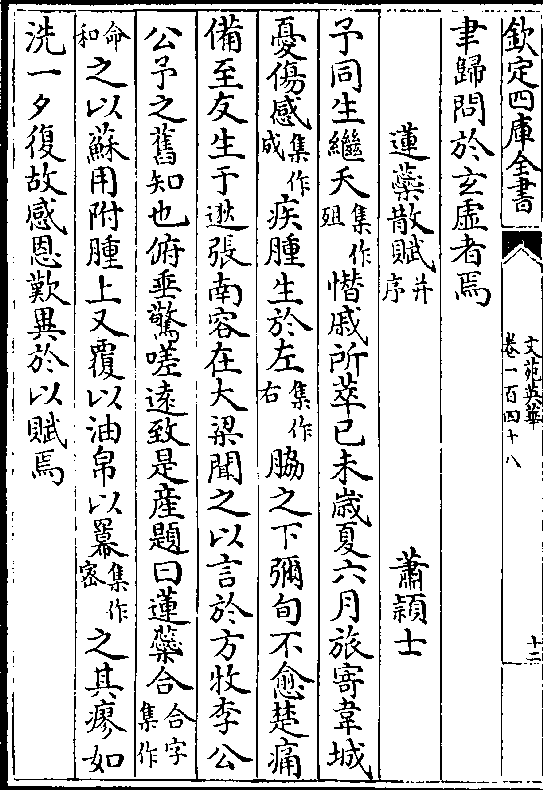 欽定四庫全書
文苑英華
卷一百四十八
十三
聿歸問於玄虛者焉
蓮蘂散賦并序 蕭頴士
予同生繼夭集作殂憯戚所萃已未歳夏六月旅寄韋城
憂傷感集作成疾腫生於左集作右脇之下彌旬不愈楚痛
備至友生于逖張南容在大梁聞之以言於方牧李公
公予之舊知也俯垂驚嗟逺致是産題曰蓮蘂合合字集作
命和之以蘇用附腫上又覆以油帛以羃集作密之其瘳如
洗一夕復故感恩歎異於以賦焉